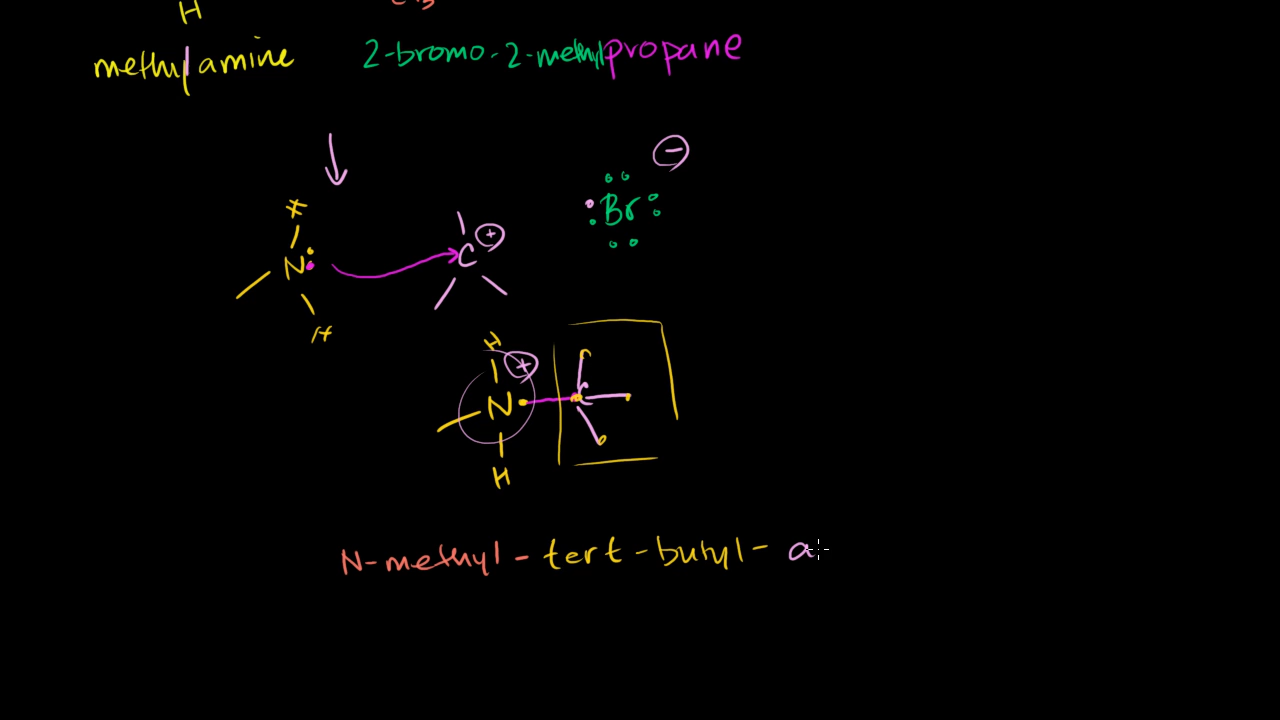 H
methylamine 2-bromo-2-methylpropane
−
Br
H
N C +
H
H +
N C
H
N-methyl-tert-butyl-a